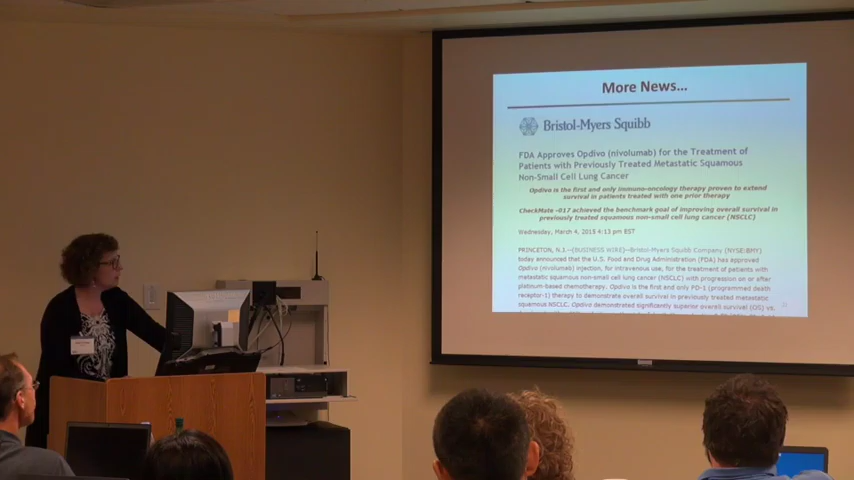 More News...
Bristol-Myers Squibb
FDA Approves Opdivo (nivolumab) for the Treatment of
Patients with Previously Treated Metastatic Squamous
Non-Small Cell Lung Cancer
Opdivo is the first and only immuno-oncology therapy proven to extend
survival in patients treated with one prior therapy
CheckMate -017 achieved the benchmark goal of improving overall survival in
previously treated squamous non-small cell lung cancer (NSCLC)
Wednesday, March 4, 2015 4:13 pm EST
PRINCETON, N.J.--(BUSINESS WIRE)--Bristol-Myers Squibb Company (NYSE:BMY)
today announced that the U.S. Food and Drug Administration (FDA) has approved
Opdivo (nivolumab) injection, for intravenous use, for the treatment of patients with
metastatic squamous non-small cell lung cancer (NSCLC) with progression on or after
platinum-based chemotherapy. Opdivo is the first and only PD-1 (programmed death
receptor-1) therapy to demonstrate overall survival in previously treated metastatic
squamous NSCLC. Opdivo demonstrated significantly superior overall survival (OS) vs.